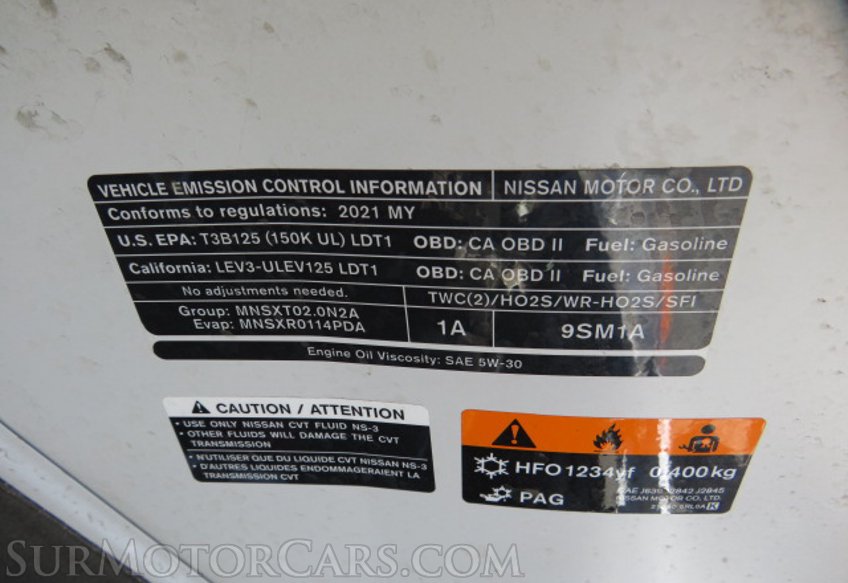 VEHICLE EMISSION CONTROL INFORMATION NISSAN MOTOR CO., LTD
Conforms to regulations: 2021 MY
U.S. EPA: T3B125 (150K UL) LDT1 OBD: CA OBD II Fuel: Gasoline
California: LEV3-ULEV125 LDT1 OBD: CA OBD II Fuel: Gasoline
No adjustments needed. TWC(2)/HO2S/WR-HO2S/SFI
Group: MNSXT02.0N2A
Evap: MNSXR0114PDA
1A 9SM1A
Engine Oil Viscosity: SAE 5W-30
CAUTION / ATTENTION
• USE ONLY NISSAN CVT FLUID NS-3
• OTHER FLUIDS WILL DAMAGE THE CVT
TRANSMISSION
• N'UTILISER QUE DU LIQUIDE CVT NISSAN NS-3
• D'AUTRES LIQUIDES ENDOMMAGERAIENT LA
TRANSMISSION CVT
HFO1234yf 0.400kg
PAG
SAE J639 J2842 J2845
NISSAN MOTOR CO. LTD.
K
SurMotorCars.com